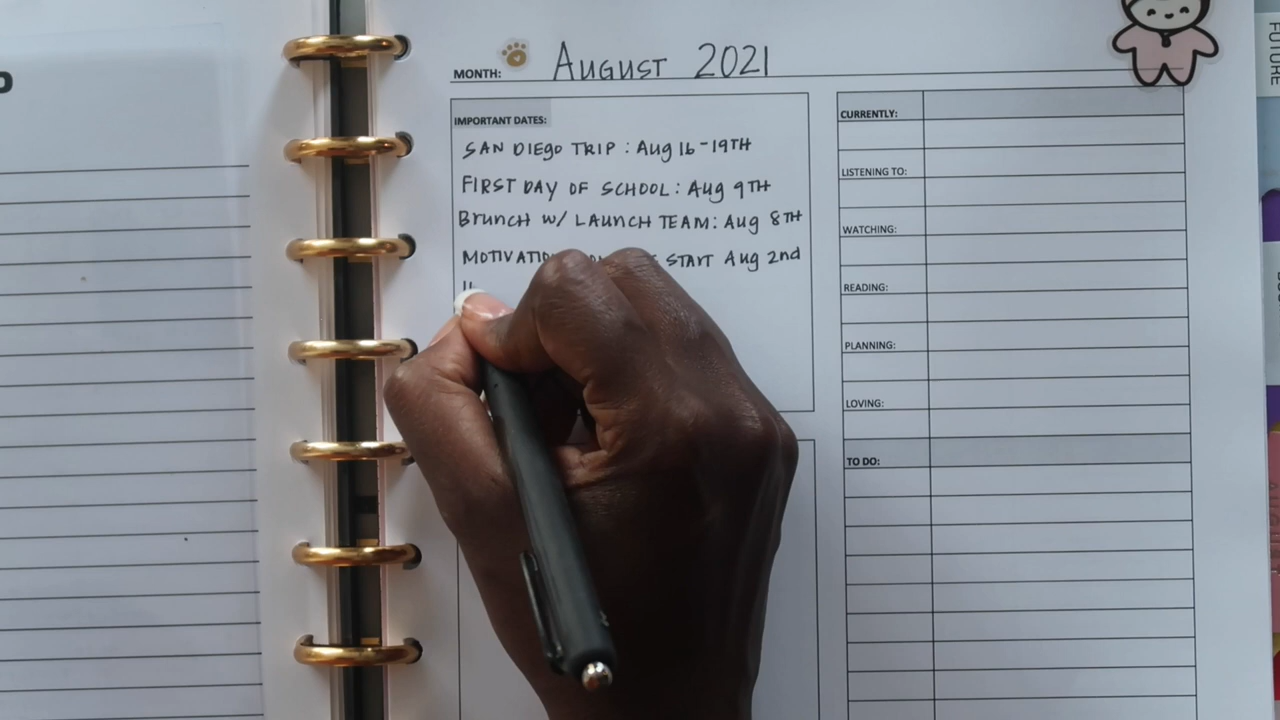 MONTH: AUGUST 2021
IMPORTANT DATES:
SAN DIEGO TRIP : Aug 16-19TH
FIRST DAY OF SCHOOL: Aug 9TH
Brunch w/ LAUNCH TEAM: Aug 8TH
START Aug 2nd
CURRENTLY:
LISTENING TO:
WATCHING:
READING:
PLANNING:
LOVING:
TO DO:
FUTURE